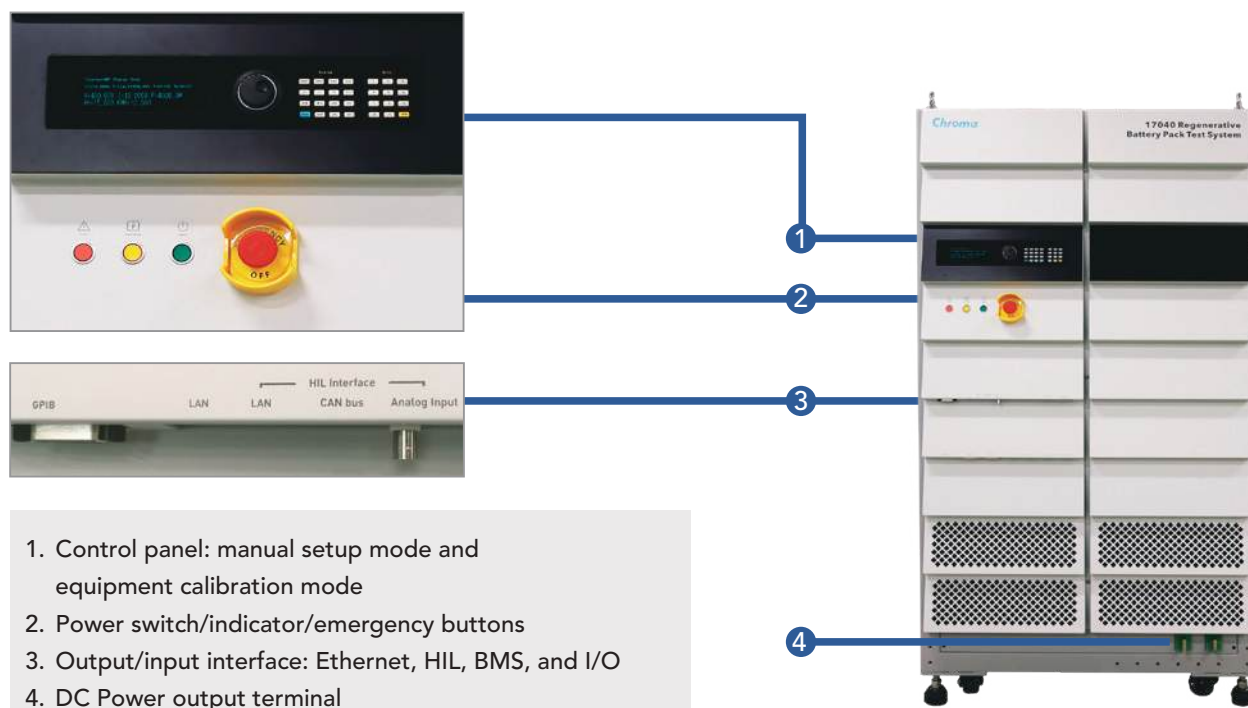 OFF
GPIB
LAN
LAN
HIL Interface
CAN bus
Analog Input
Chroma
17040 Regenerative
Battery Pack Test System
1
2
3
4
1. Control panel: manual setup mode and
equipment calibration mode
2. Power switch/indicator/emergency buttons
3. Output/input interface: Ethernet, HIL, BMS, and I/O
4. DC Power output terminal